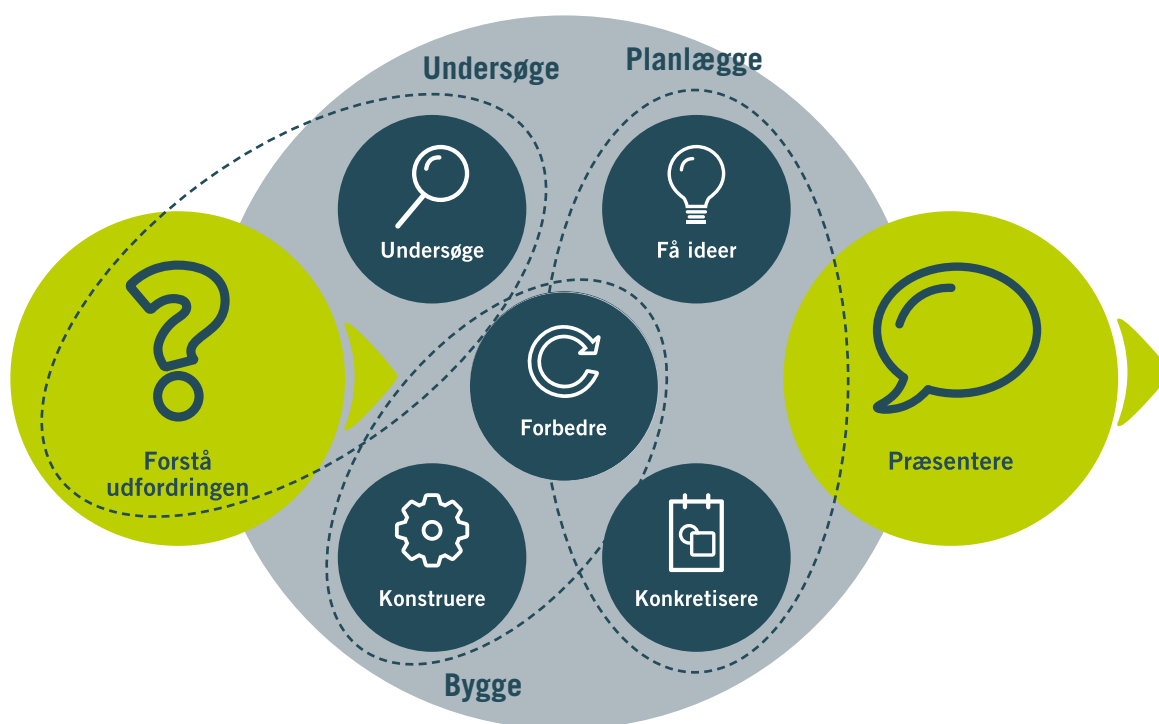 Undersøge
Planlægge
Undersøge
Få ideer
Forstå
udfordringen
Forbedre
Præsentere
Konstruere
Konkretisere
Bygge